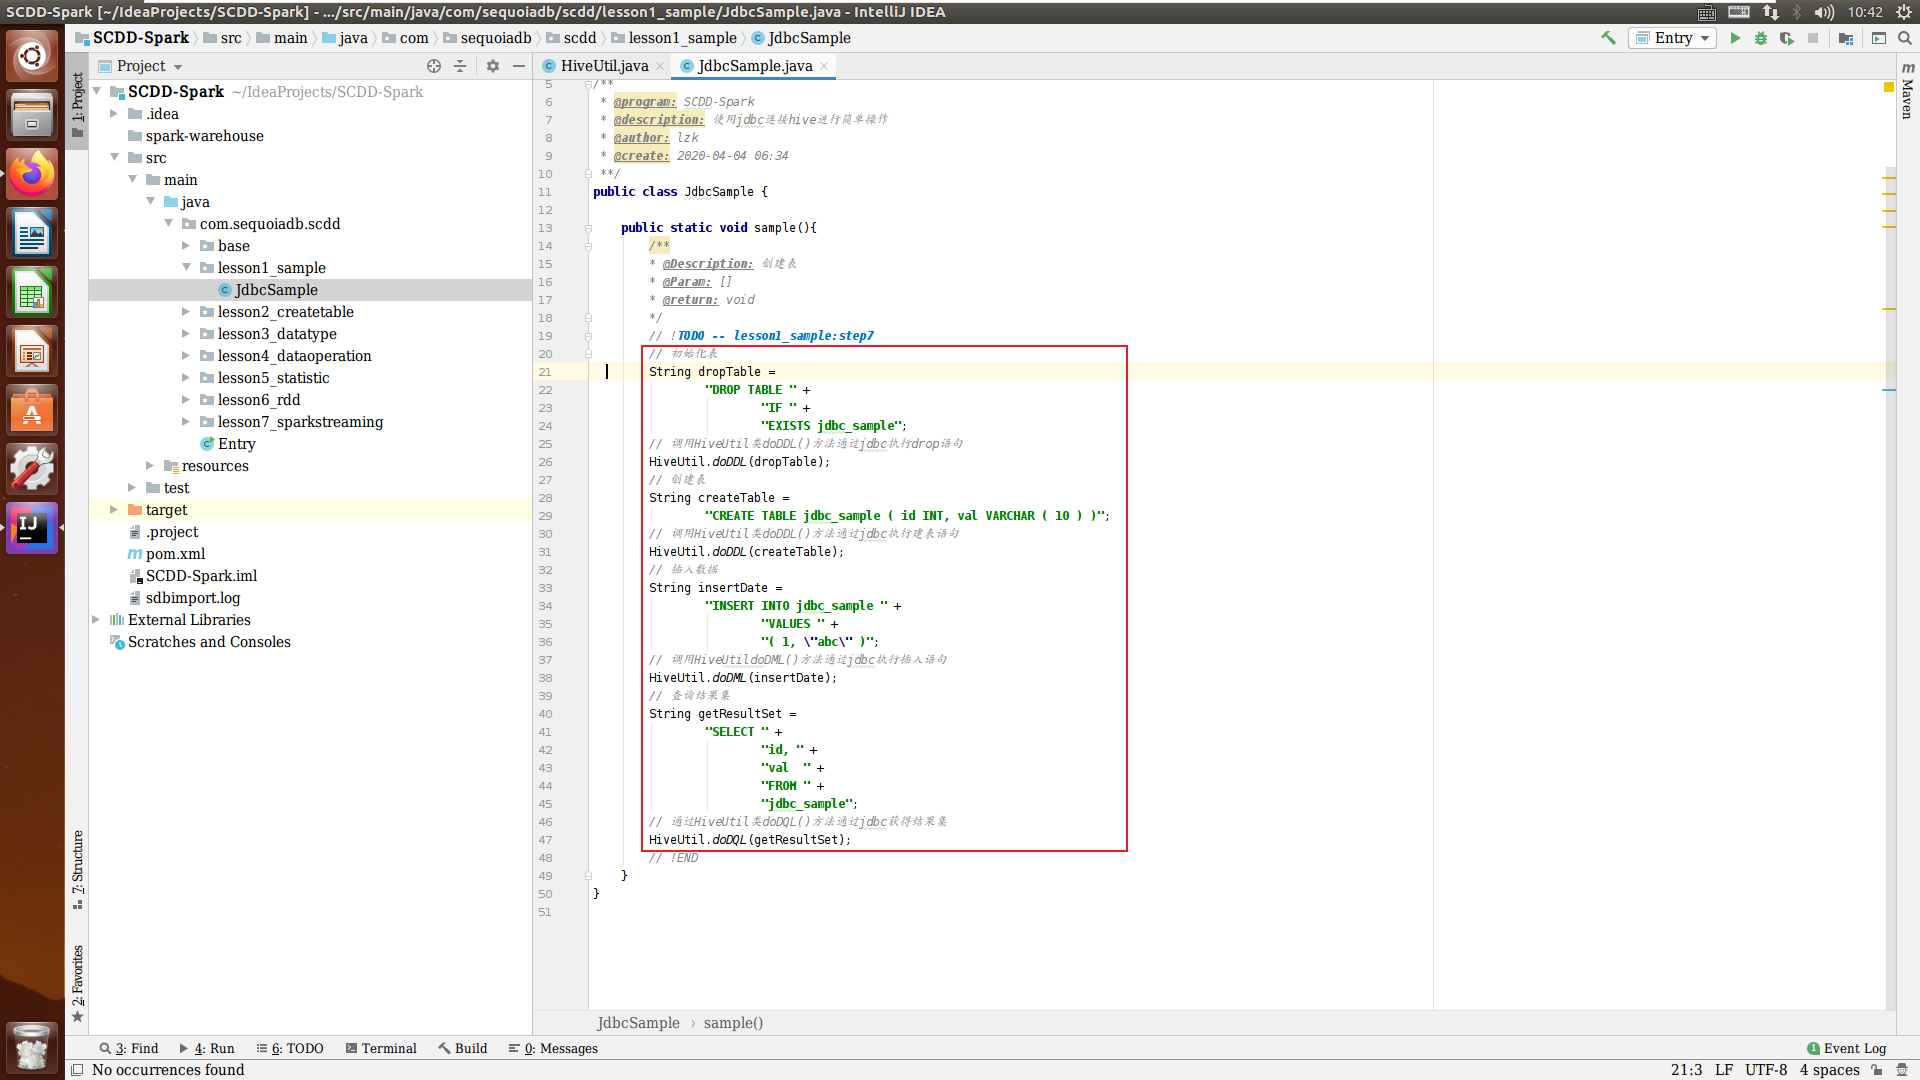 SCDD-Spark [~/IdeaProjects/SCDD-Spark] - .../src/main/java/com/sequoiadb/scdd/lesson1_sample/JdbcSample.java - IntelliJ IDEA
10:42
SCDD-Spark
src
main
java
com
sequoiadb
scdd
lesson1_sample
JdbcSample
Entry
Project
HiveUtil.java
JdbcSample.java
1: Project
7: Structure
2: Favorites
Maven
SCDD-Spark ~/IdeaProjects/SCDD-Spark
.idea
spark-warehouse
src
main
java
com.sequoiadb.scdd
base
lesson1_sample
JdbcSample
lesson2_createtable
lesson3_datatype
lesson4_dataoperation
lesson5_statistic
lesson6_rdd
lesson7_sparkstreaming
Entry
resources
test
target
.project
pom.xml
SCDD-Spark.iml
sdbimport.log
External Libraries
Scratches and Consoles
5 /**
6 * @program: SCDD-Spark
7 * @description: 使用jdbc连接hive进行简单操作
8 * @author: lzk
9 * @create: 2020-04-04 06:34
10 **/
11 public class JdbcSample {
12
13 public static void sample(){
14 /**
15 * @Description: 创建表
16 * @Param: []
17 * @return: void
18 */
19 // !TODO -- lesson1_sample:step7
20 // 初始化表
21 String dropTable =
22 "DROP TABLE " +
23 "IF " +
24 "EXISTS jdbc_sample";
25 // 调用HiveUtil类doDDL()方法通过jdbc执行drop语句
26 HiveUtil.doDDL(dropTable);
27 // 创建表
28 String createTable =
29 "CREATE TABLE jdbc_sample ( id INT, val VARCHAR ( 10 ) )";
30 // 调用HiveUtil类doDDL()方法通过jdbc执行建表语句
31 HiveUtil.doDDL(createTable);
32 // 插入数据
33 String insertDate =
34 "INSERT INTO jdbc_sample " +
35 "VALUES " +
36 "( 1, \"abc\" )";
37 // 调用HiveUtildoDML()方法通过jdbc执行插入语句
38 HiveUtil.doDML(insertDate);
39 // 查询结果集
40 String getResultSet =
41 "SELECT " +
42 "id, " +
43 "val  " +
44 "FROM " +
45 "jdbc_sample";
46 // 通过HiveUtil类doDQL()方法通过jdbc获得结果集
47 HiveUtil.doDQL(getResultSet);
48 // !END
49 }
50 }
51
JdbcSample › sample()
3: Find
4: Run
6: TODO
Terminal
Build
0: Messages
1 Event Log
No occurrences found
21:3 LF UTF-8 4 spaces